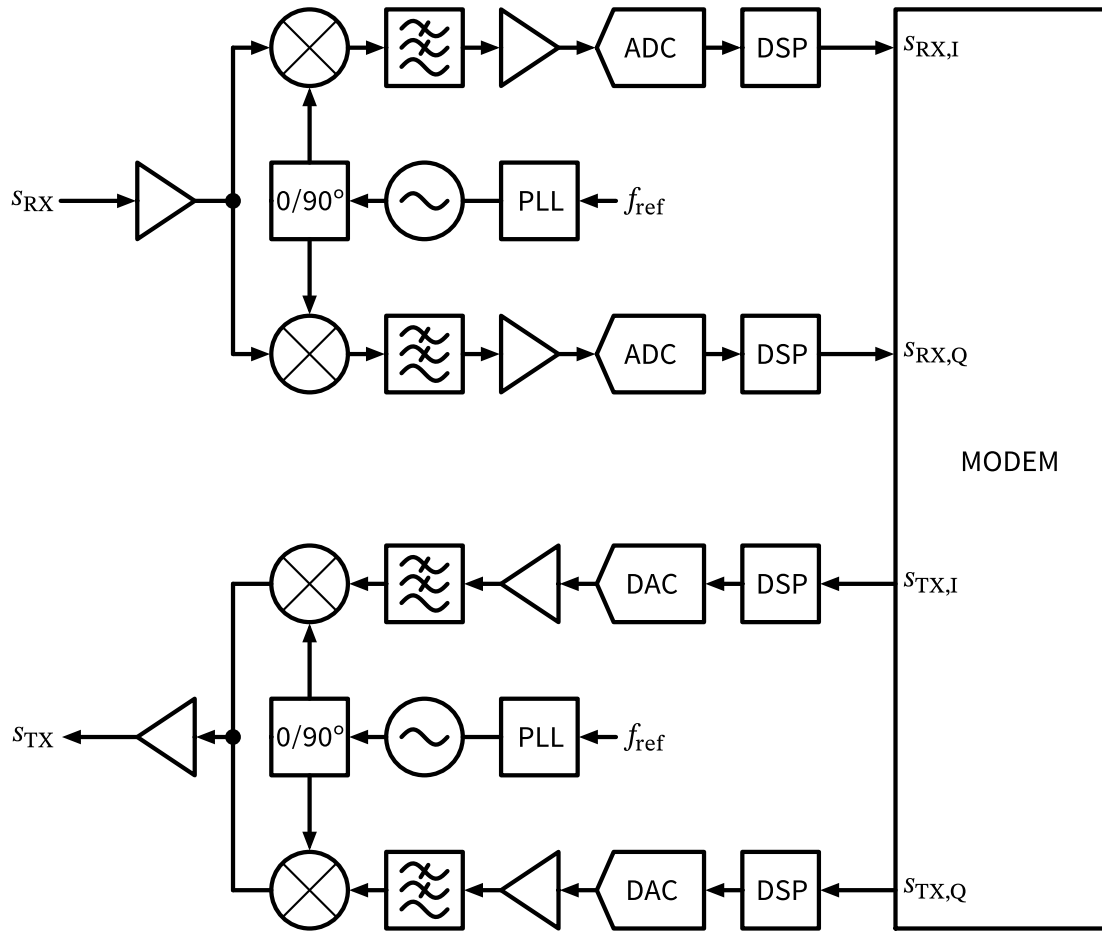 ADC DSP s_RX,I
s_RX 0/90° PLL f_ref
ADC DSP s_RX,Q
MODEM
DAC DSP s_TX,I
s_TX 0/90° PLL f_ref
DAC DSP s_TX,Q